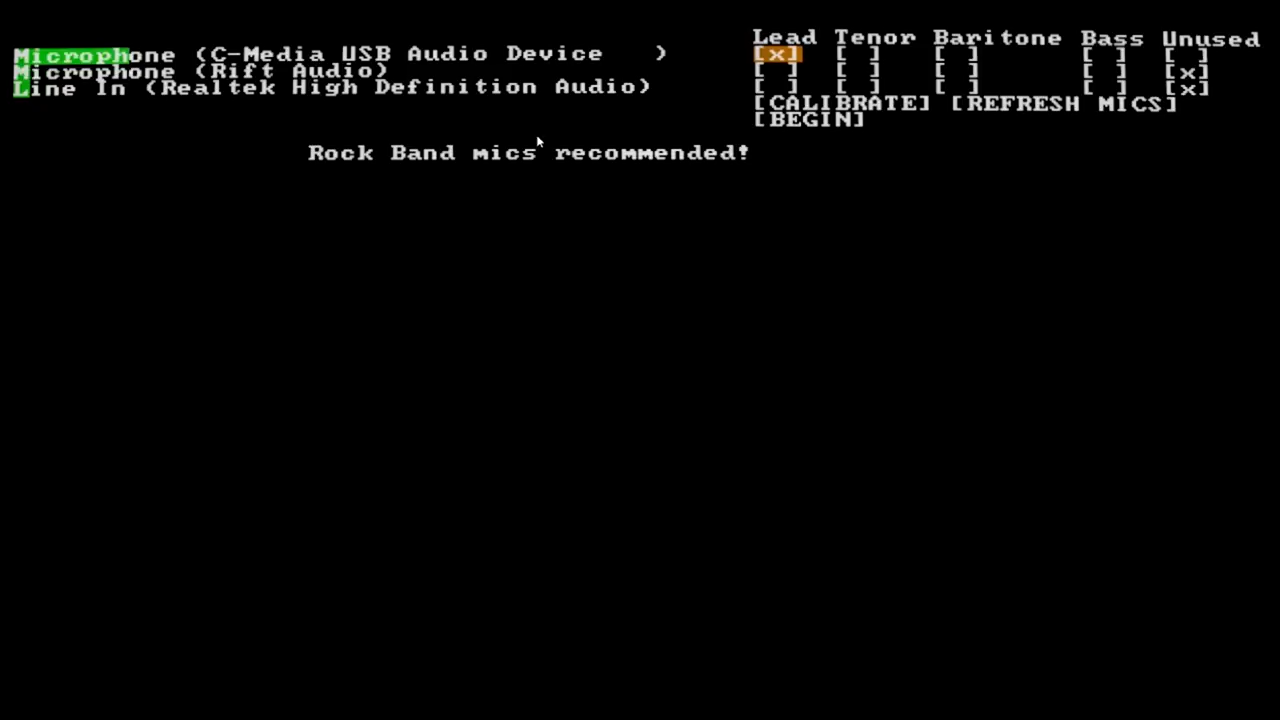 Lead Tenor Baritone Bass Unused
Microphone (C-Media USB Audio Device   ) [x] [ ] [ ] [ ] [ ]
Microphone (Rift Audio) [ ] [ ] [ ] [ ] [x]
Line In (Realtek High Definition Audio) [ ] [ ] [ ] [ ] [x]
[CALIBRATE] [REFRESH MICS]
[BEGIN]
Rock Band mics recommended!